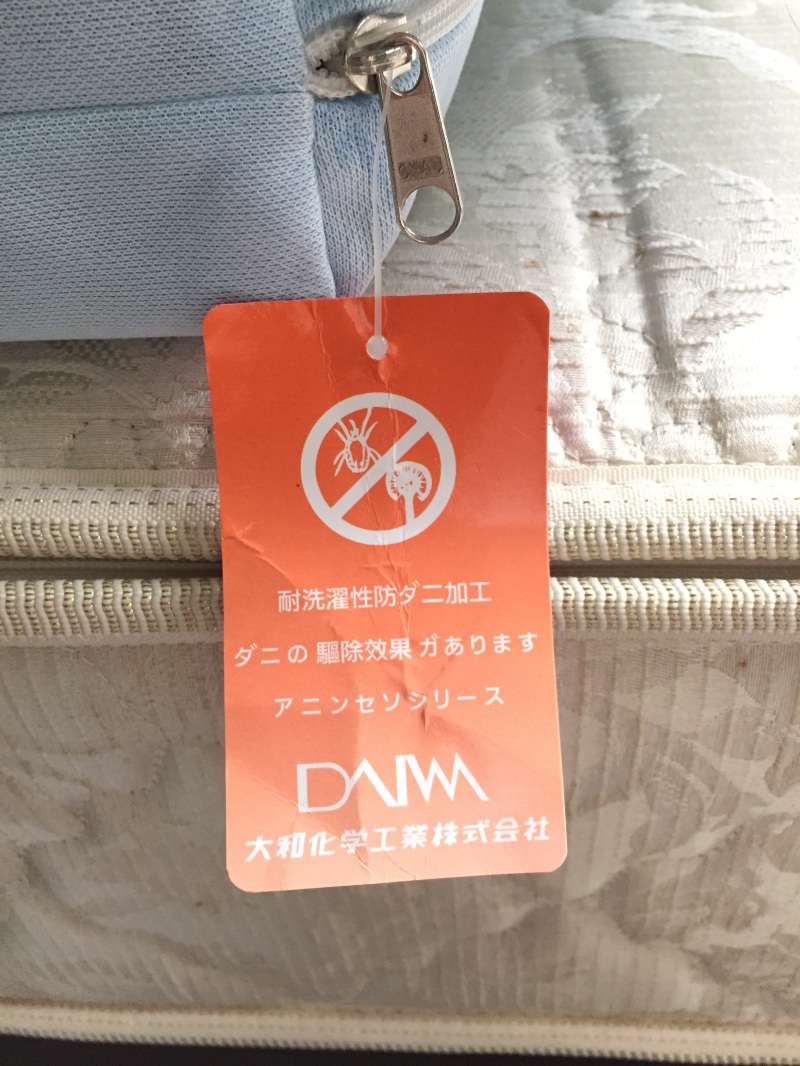 耐洗濯性防ダニ加工
ダニの駆除効果ガあります
アニンセソシリース
DAIWA
大和化学工業株式会社